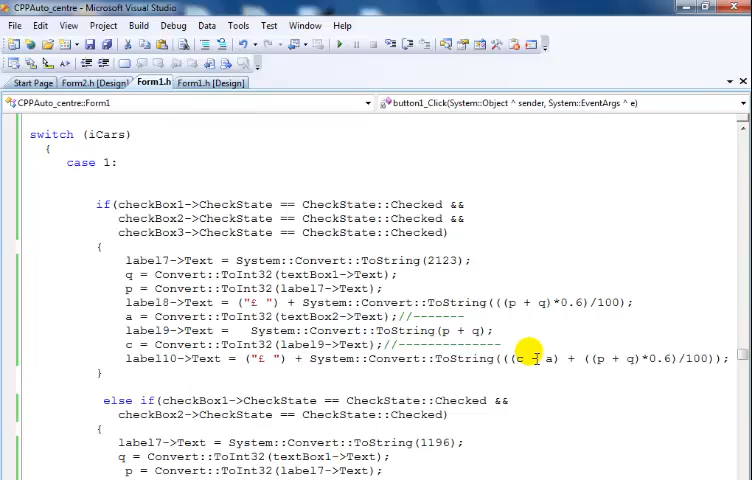 CPPAuto_centre - Microsoft Visual Studio
File Edit View Project Build Debug Data Tools Test Window Help
Start Page Form2.h [Design] Form1.h Form1.h [Design]
CPPAuto_centre::Form1 button1_Click(System::Object ^ sender, System::EventArgs ^ e)
switch (iCars)
{
case 1:
if(checkBox1->CheckState == CheckState::Checked &&
checkBox2->CheckState == CheckState::Checked &&
checkBox3->CheckState == CheckState::Checked)
{
label7->Text = System::Convert::ToString(2123);
q = Convert::ToInt32(textBox1->Text);
p = Convert::ToInt32(label7->Text);
label8->Text = ("£ ") + System::Convert::ToString(((p + q)*0.6)/100);
a = Convert::ToInt32(textBox2->Text);//-------
label9->Text = System::Convert::ToString(p + q);
c = Convert::ToInt32(label9->Text);//--------------
label10->Text = ("£ ") + System::Convert::ToString(((c - a) + ((p + q)*0.6)/100));
}
else if(checkBox1->CheckState == CheckState::Checked &&
checkBox2->CheckState == CheckState::Checked)
{
label7->Text = System::Convert::ToString(1196);
q = Convert::ToInt32(textBox1->Text);
p = Convert::ToInt32(label7->Text);